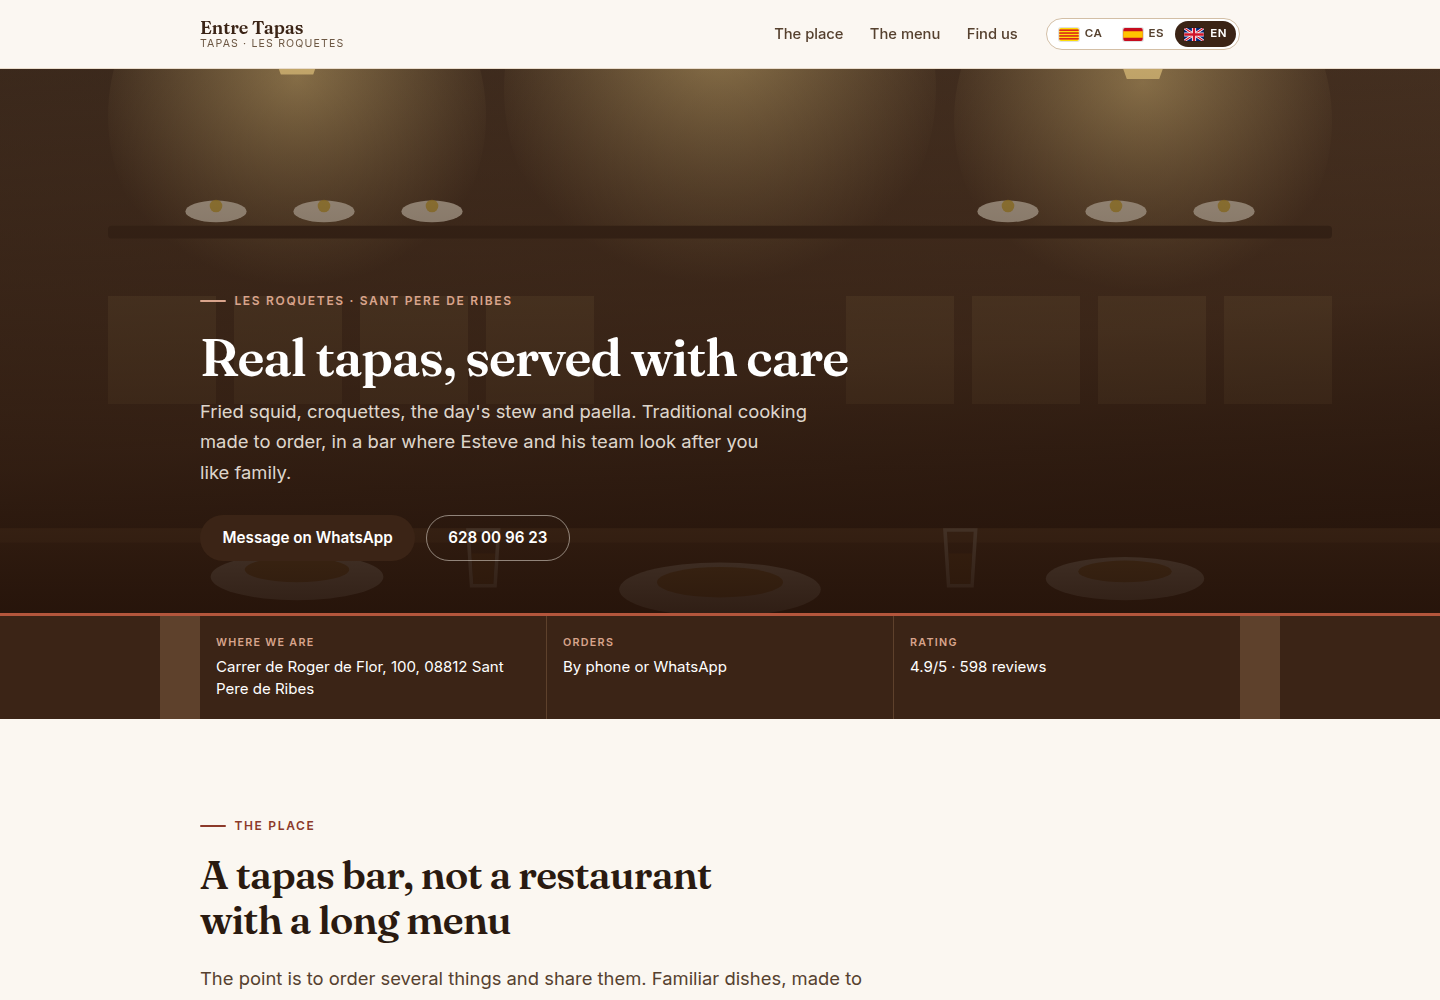 Entre Tapas
TAPAS · LES ROQUETES
The place
The menu
Find us
CA
ES
EN
LES ROQUETES · SANT PERE DE RIBES
Real tapas, served with care
Fried squid, croquettes, the day's stew and paella. Traditional cooking
made to order, in a bar where Esteve and his team look after you
like family.
Message on WhatsApp
628 00 96 23
WHERE WE ARE
Carrer de Roger de Flor, 100, 08812 Sant
Pere de Ribes
ORDERS
By phone or WhatsApp
RATING
4.9/5 · 598 reviews
THE PLACE
A tapas bar, not a restaurant
with a long menu
The point is to order several things and share them. Familiar dishes, made to